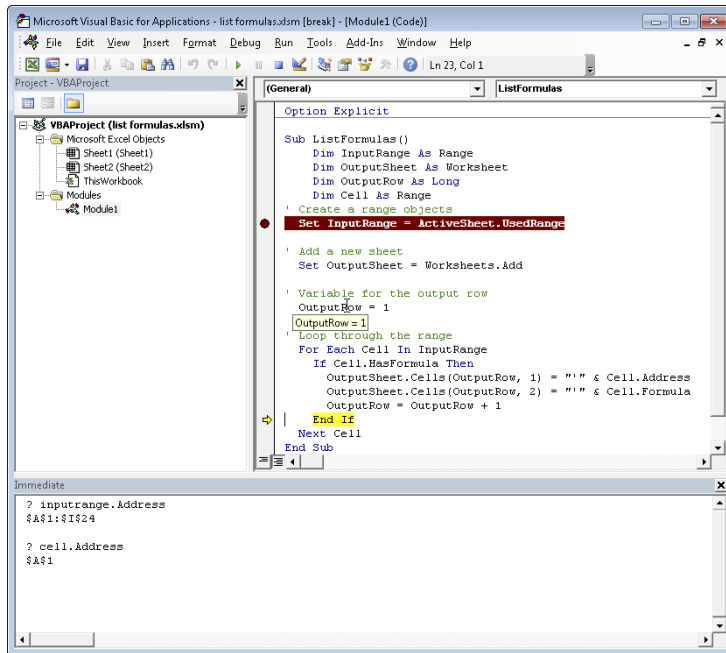 Microsoft Visual Basic for Applications - list formulas.xlsm [break] - [Module1 (Code)]
File Edit View Insert Format Debug Run Tools Add-Ins Window Help
Ln 23, Col 1
Project - VBAProject
VBAProject (list formulas.xlsm)
Microsoft Excel Objects
Sheet1 (Sheet1)
Sheet2 (Sheet2)
ThisWorkbook
Modules
Module1
(General) ListFormulas
Option Explicit
Sub ListFormulas()
Dim InputRange As Range
Dim OutputSheet As Worksheet
Dim OutputRow As Long
Dim Cell As Range
' Create a range objects
Set InputRange = ActiveSheet.UsedRange
' Add a new sheet
Set OutputSheet = Worksheets.Add
' Variable for the output row
OutputRow = 1
OutputRow = 1
' Loop through the range
For Each Cell In InputRange
If Cell.HasFormula Then
OutputSheet.Cells(OutputRow, 1) = "'" & Cell.Address
OutputSheet.Cells(OutputRow, 2) = "'" & Cell.Formula
OutputRow = OutputRow + 1
End If
Next Cell
End Sub
Immediate
? inputrange.Address
$A$1:$I$24
? cell.Address
$A$1